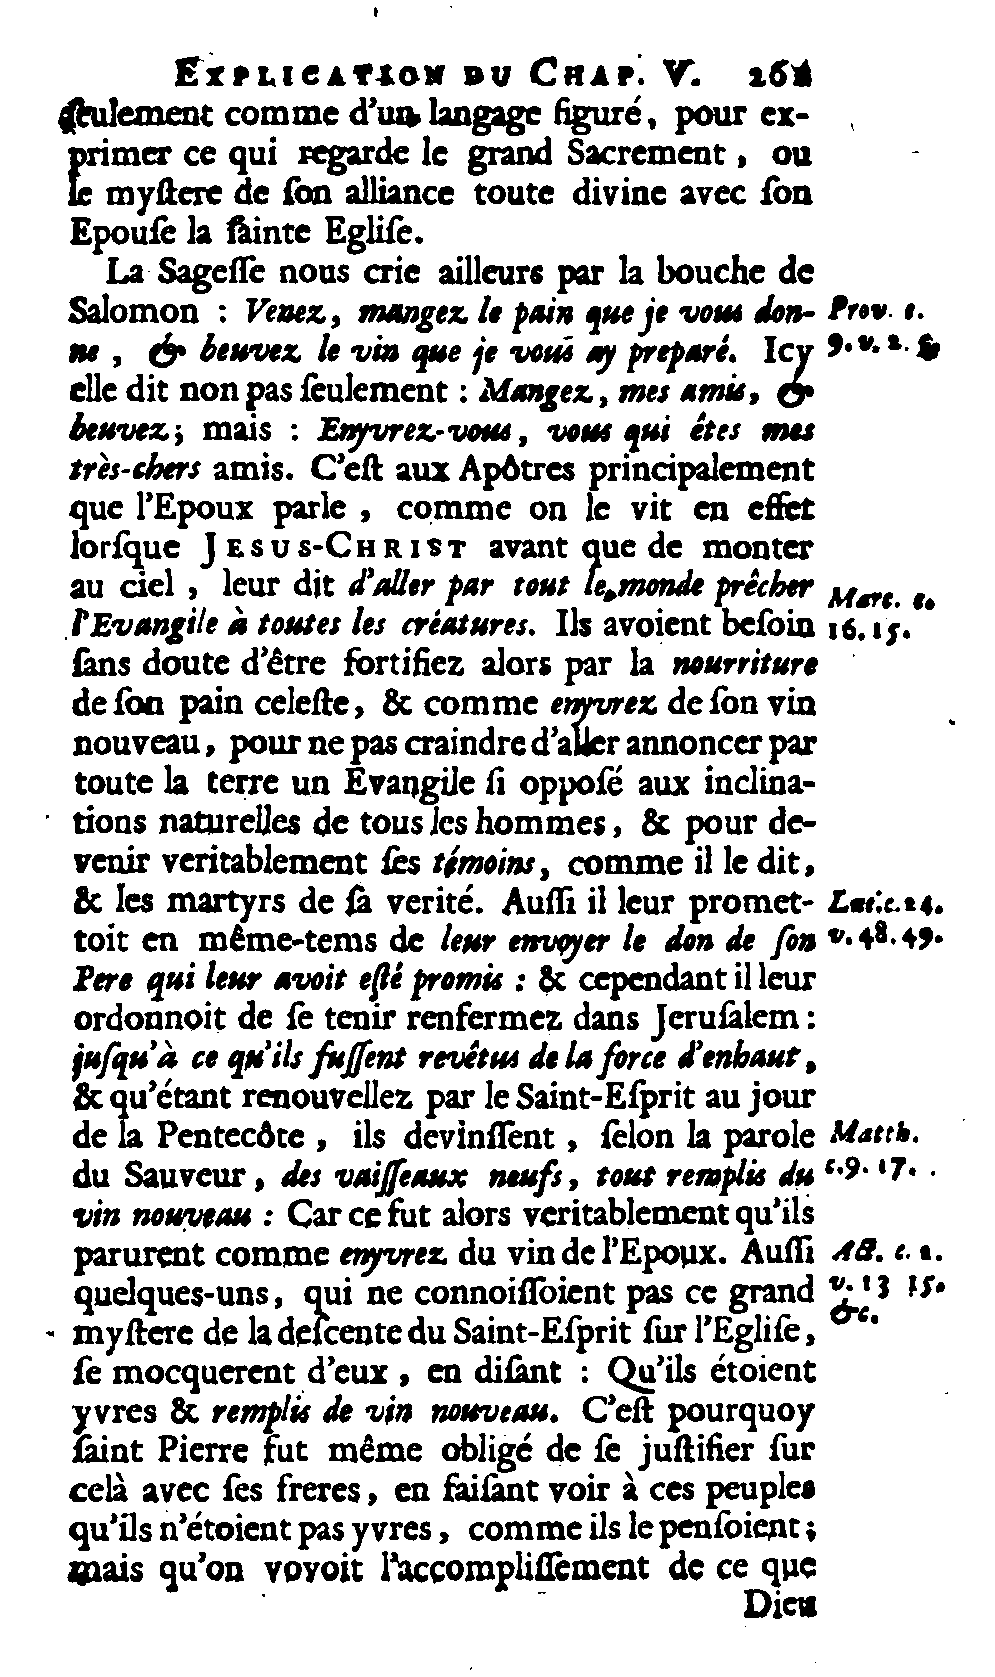 EXPLICATION DU CHAP. V. 261
ſeulement comme d'un langage figuré, pour ex-
primer ce qui regarde le grand Sacrement, ou
le myſtere de ſon alliance toute divine avec ſon
Epouſe la ſainte Egliſe.
La Sageſſe nous crie ailleurs par la bouche de
Salomon : Venez, mangez le pain que je vous don- Prov. c.
ne, & beuvez le vin que je vous ay preparé. Icy 9. v. 2. 5.
elle dit non pas ſeulement : Mangez, mes amis, &
beuvez; mais : Enyvrez-vous, vous qui êtes mes
très-chers amis. C'eſt aux Apôtres principalement
que l'Epoux parle, comme on le vit en effet
lorſque JESUS-CHRIST avant que de monter
au ciel, leur dit d'aller par tout le monde prêcher Marc. c.
l'Evangile à toutes les créatures. Ils avoient beſoin 16. 15.
ſans doute d'être fortifiez alors par la nourriture
de ſon pain celeſte, & comme enyvrez de ſon vin
nouveau, pour ne pas craindre d'aller annoncer par
toute la terre un Evangile ſi oppoſé aux inclina-
tions naturelles de tous les hommes, & pour de-
venir veritablement ſes témoins, comme il le dit,
& les martyrs de ſa verité. Auſſi il leur promet- Luc. c. 24.
toit en même-tems de leur envoyer le don de ſon v. 48. 49.
Pere qui leur avoit eſté promis : & cependant il leur
ordonnoit de ſe tenir renfermez dans Jeruſalem :
juſqu'à ce qu'ils fuſſent revêtus de la force d'enhaut,
& qu'étant renouvellez par le Saint-Eſprit au jour
de la Pentecôte, ils devinſſent, ſelon la parole Matth.
du Sauveur, des vaiſſeaux neufs, tout remplis du c. 9. 17.
vin nouveau : Car ce fut alors veritablement qu'ils
parurent comme enyvrez du vin de l'Epoux. Auſſi Act. c. 2.
quelques-uns, qui ne connoiſſoient pas ce grand v. 13 15.
&c.
myſtere de la deſcente du Saint-Eſprit ſur l'Egliſe,
ſe mocquerent d'eux, en diſant : Qu'ils étoient
yvres & remplis de vin nouveau. C'eſt pourquoy
ſaint Pierre fut même obligé de ſe juſtifier ſur
celà avec ſes freres, en faiſant voir à ces peuples
qu'ils n'étoient pas yvres, comme ils le penſoient;
mais qu'on voyoit l'accompliſſement de ce que
Dieu